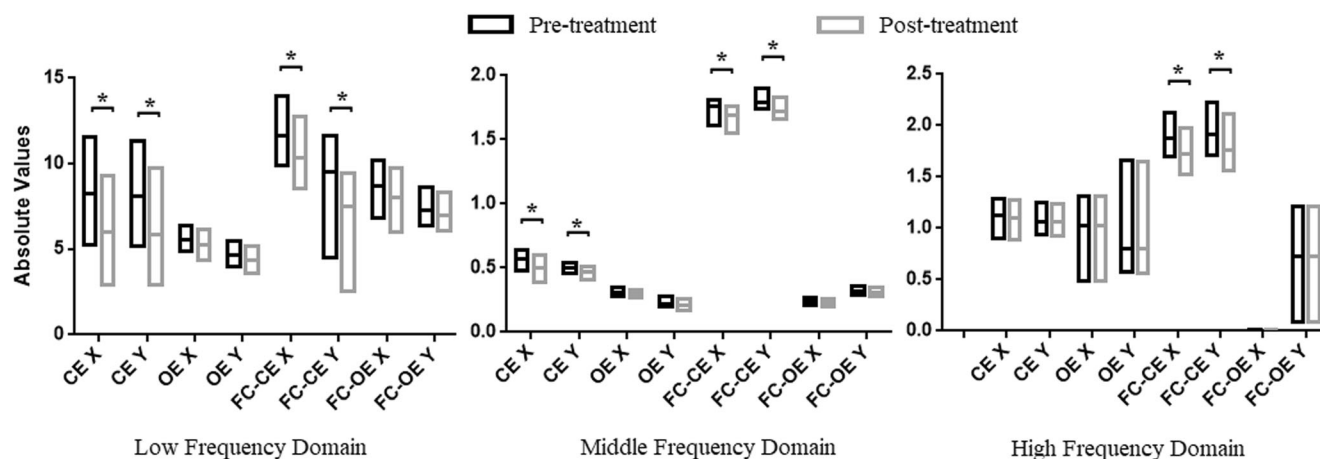 Pre-treatment Post-treatment
Absolute Values
15
10
5
0
* * * *
CE X CE Y OE X OE Y FC-CE X FC-CE Y FC-OE X FC-OE Y
Low Frequency Domain
2.0
1.5
1.0
0.5
0.0
* * * *
CE X CE Y OE X OE Y FC-CE X FC-CE Y FC-OE X FC-OE Y
Middle Frequency Domain
2.5
2.0
1.5
1.0
0.5
0.0
* *
CE X CE Y OE X OE Y FC-CE X FC-CE Y FC-OE X FC-OE Y
High Frequency Domain